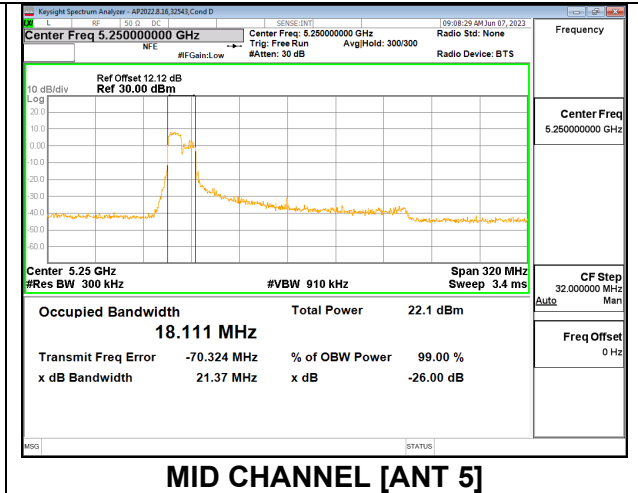 Keysight Spectrum Analyzer - AP2022.8.16,32543,Cond D
L RF 50 Ω DC SENSE:INT 09:08:29 AM Jun 07, 2023
Center Freq 5.250000000 GHz
NFE
#IFGain:Low
Center Freq: 5.250000000 GHz
Trig: Free Run Avg|Hold: 300/300
#Atten: 30 dB
Radio Std: None
Radio Device: BTS
Frequency
Ref Offset 12.12 dB
10 dB/div Ref 30.00 dBm
Log
20.0
10.0
0.00
-10.0
-20.0
-30.0
-40.0
-50.0
-60.0
Center 5.25 GHz Span 320 MHz
#Res BW 300 kHz #VBW 910 kHz Sweep 3.4 ms
Occupied Bandwidth Total Power 22.1 dBm
18.111 MHz
Transmit Freq Error -70.324 MHz % of OBW Power 99.00 %
x dB Bandwidth 21.37 MHz x dB -26.00 dB
Center Freq
5.250000000 GHz
CF Step
32.000000 MHz
Auto Man
Freq Offset
0 Hz
MSG STATUS
MID CHANNEL [ANT 5]